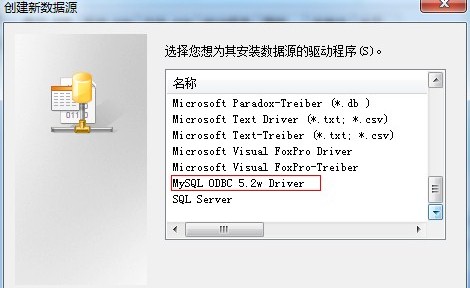 创建新数据源
选择您想为其安装数据源的驱动程序(S)。
名称
Microsoft Paradox-Treiber (*.db )
Microsoft Text Driver (*.txt; *.csv)
Microsoft Text-Treiber (*.txt; *.csv)
Microsoft Visual FoxPro Driver
Microsoft Visual FoxPro-Treiber
MySQL ODBC 5.2w Driver
SQL Server